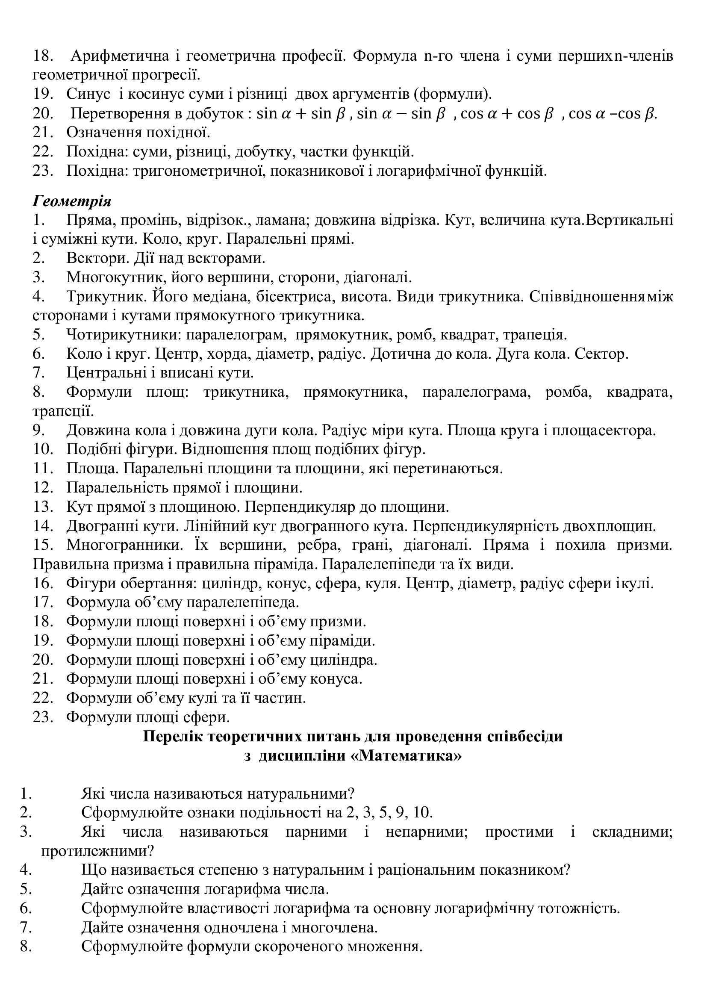 18. Арифметична і геометрична професії. Формула n-го члена і суми першихn-членів
геометричної прогресії.
19. Синус і косинус суми і різниці двох аргументів (формули).
20. Перетворення в добуток : sin 𝛼 + sin 𝛽 , sin 𝛼 − sin 𝛽 , cos 𝛼 + cos 𝛽 , cos 𝛼 –cos 𝛽.
21. Означення похідної.
22. Похідна: суми, різниці, добутку, частки функцій.
23. Похідна: тригонометричної, показникової і логарифмічної функцій.
Геометрія
1. Пряма, промінь, відрізок., ламана; довжина відрізка. Кут, величина кута.Вертикальні
і суміжні кути. Коло, круг. Паралельні прямі.
2. Вектори. Дії над векторами.
3. Многокутник, його вершини, сторони, діагоналі.
4. Трикутник. Його медіана, бісектриса, висота. Види трикутника. Співвідношенняміж
сторонами і кутами прямокутного трикутника.
5. Чотирикутники: паралелограм, прямокутник, ромб, квадрат, трапеція.
6. Коло і круг. Центр, хорда, діаметр, радіус. Дотична до кола. Дуга кола. Сектор.
7. Центральні і вписані кути.
8. Формули площ: трикутника, прямокутника, паралелограма, ромба, квадрата,
трапеції.
9. Довжина кола і довжина дуги кола. Радіус міри кута. Площа круга і площасектора.
10. Подібні фігури. Відношення площ подібних фігур.
11. Площа. Паралельні площини та площини, які перетинаються.
12. Паралельність прямої і площини.
13. Кут прямої з площиною. Перпендикуляр до площини.
14. Двогранні кути. Лінійний кут двогранного кута. Перпендикулярність двохплощин.
15. Многогранники. Їх вершини, ребра, грані, діагоналі. Пряма і похила призми.
Правильна призма і правильна піраміда. Паралелепіпеди та їх види.
16. Фігури обертання: циліндр, конус, сфера, куля. Центр, діаметр, радіус сфери ікулі.
17. Формула об’єму паралелепіпеда.
18. Формули площі поверхні і об’єму призми.
19. Формули площі поверхні і об’єму піраміди.
20. Формули площі поверхні і об’єму циліндра.
21. Формули площі поверхні і об’єму конуса.
22. Формули об’єму кулі та її частин.
23. Формули площі сфери.
Перелік теоретичних питань для проведення співбесіди
з дисципліни «Математика»
1. Які числа називаються натуральними?
2. Сформулюйте ознаки подільності на 2, 3, 5, 9, 10.
3. Які числа називаються парними і непарними; простими і складними;
протилежними?
4. Що називається степеню з натуральним і раціональним показником?
5. Дайте означення логарифма числа.
6. Сформулюйте властивості логарифма та основну логарифмічну тотожність.
7. Дайте означення одночлена і многочлена.
8. Сформулюйте формули скороченого множення.